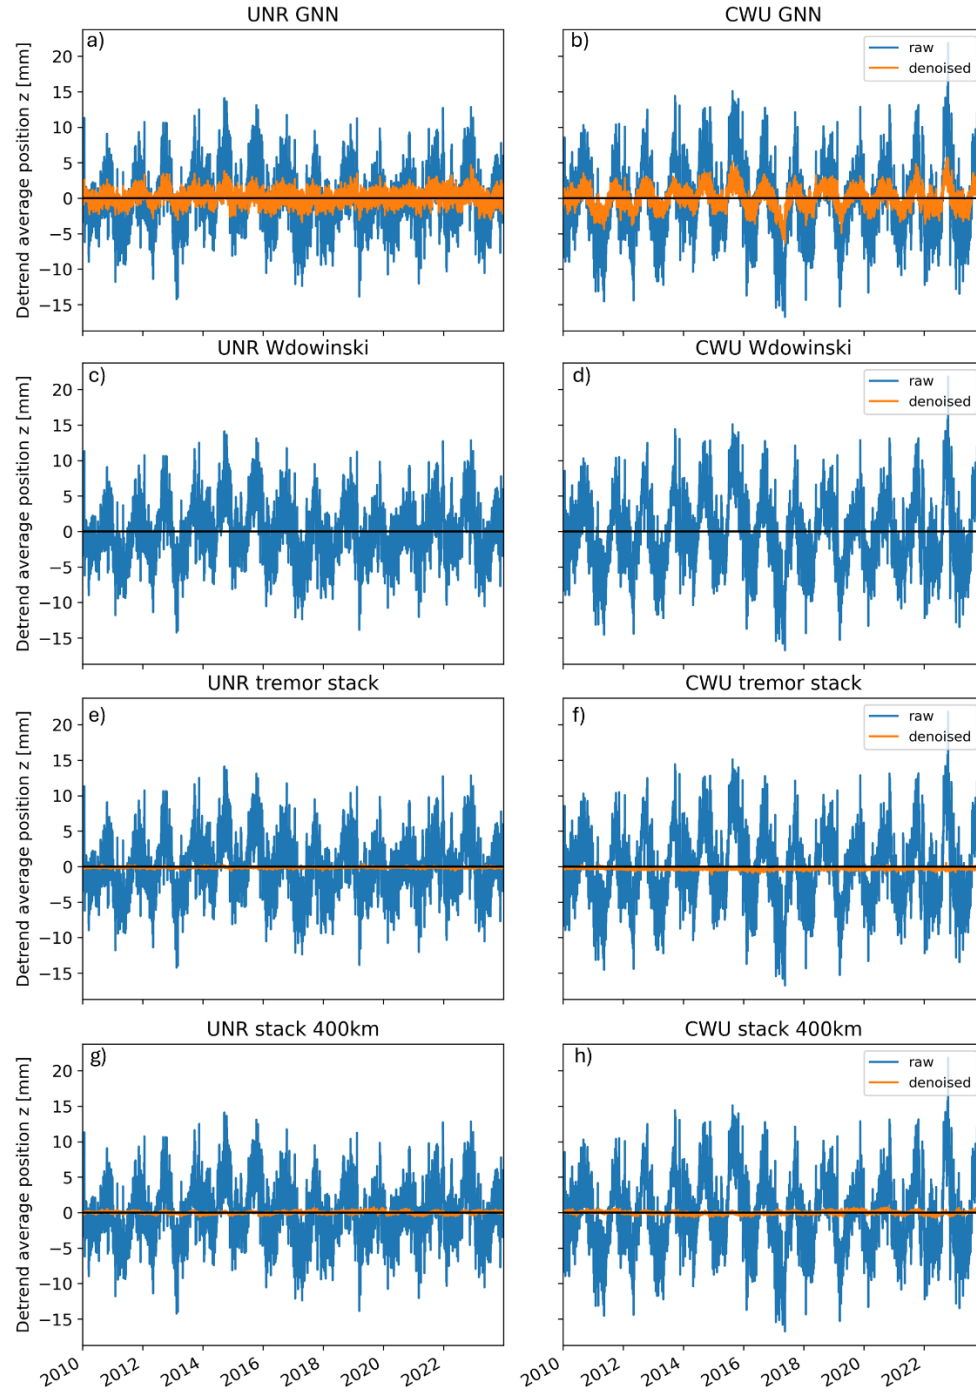 UNR GNN
CWU GNN
a)
b)
raw
denoised
20
15
10
5
0
−5
−10
−15
Detrend average position z [mm]
UNR Wdowinski
CWU Wdowinski
c)
d)
raw
denoised
20
15
10
5
0
−5
−10
−15
Detrend average position z [mm]
UNR tremor stack
CWU tremor stack
e)
f)
raw
denoised
20
15
10
5
0
−5
−10
−15
Detrend average position z [mm]
UNR stack 400km
CWU stack 400km
g)
h)
raw
denoised
20
15
10
5
0
−5
−10
−15
Detrend average position z [mm]
2010 2012 2014 2016 2018 2020 2022
2010 2012 2014 2016 2018 2020 2022